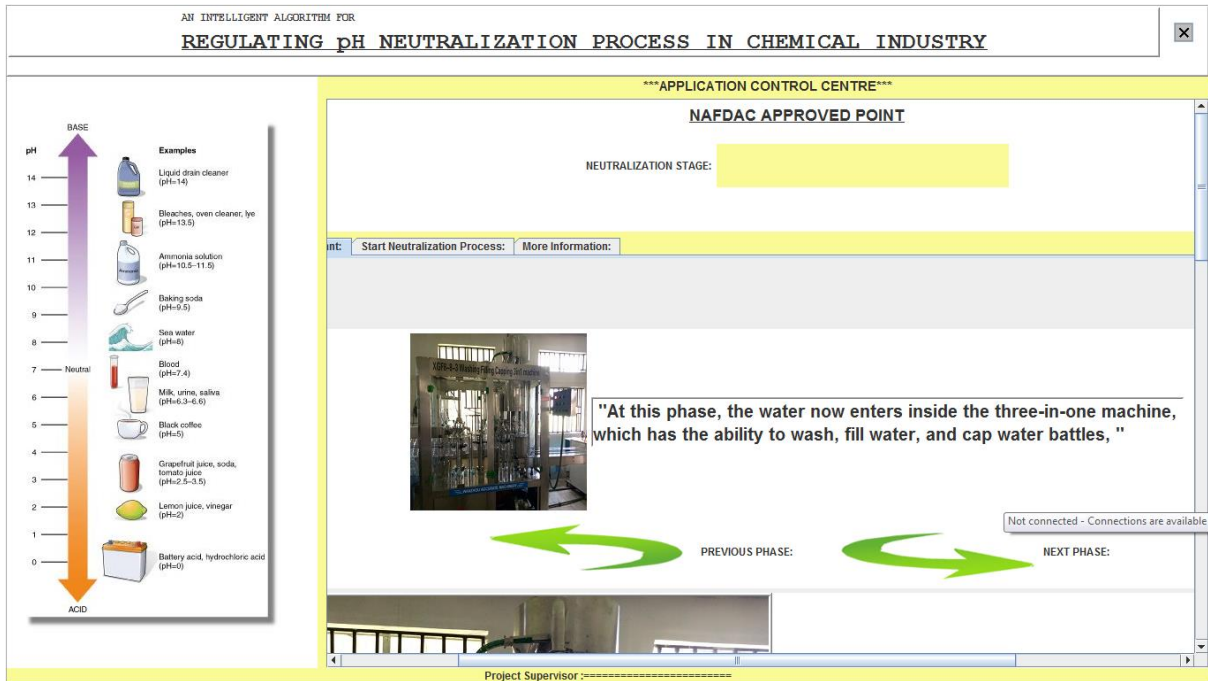 AN INTELLIGENT ALGORITHM FOR
REGULATING pH NEUTRALIZATION PROCESS IN CHEMICAL INDUSTRY
***APPLICATION CONTROL CENTRE***
NAFDAC APPROVED POINT
NEUTRALIZATION STAGE:
ant: Start Neutralization Process: More Information:
BASE
pH Examples
14 Liquid drain cleaner
(pH=14)
13 Bleaches, oven cleaner, lye
(pH=13.5)
12
11 Ammonia solution
(pH=10.5–11.5)
Ammonia
10 Baking soda
(pH=9.5)
9
8 Sea water
(pH=8)
7 Neutral Blood
(pH=7.4)
6 Milk, urine, saliva
(pH=6.3–6.6)
5 Black coffee
(pH=5)
4
3 Grapefruit juice, soda,
tomato juice
(pH=2.5–3.5)
2 Lemon juice, vinegar
(pH=2)
1
0 Battery acid, hydrochloric acid
(pH=0)
ACID
Washing Filling Capping 3in1 machine
"At this phase, the water now enters inside the three-in-one machine,
which has the ability to wash, fill water, and cap water battles, "
Not connected - Connections are available
PREVIOUS PHASE:
NEXT PHASE:
Project Supervisor :========================